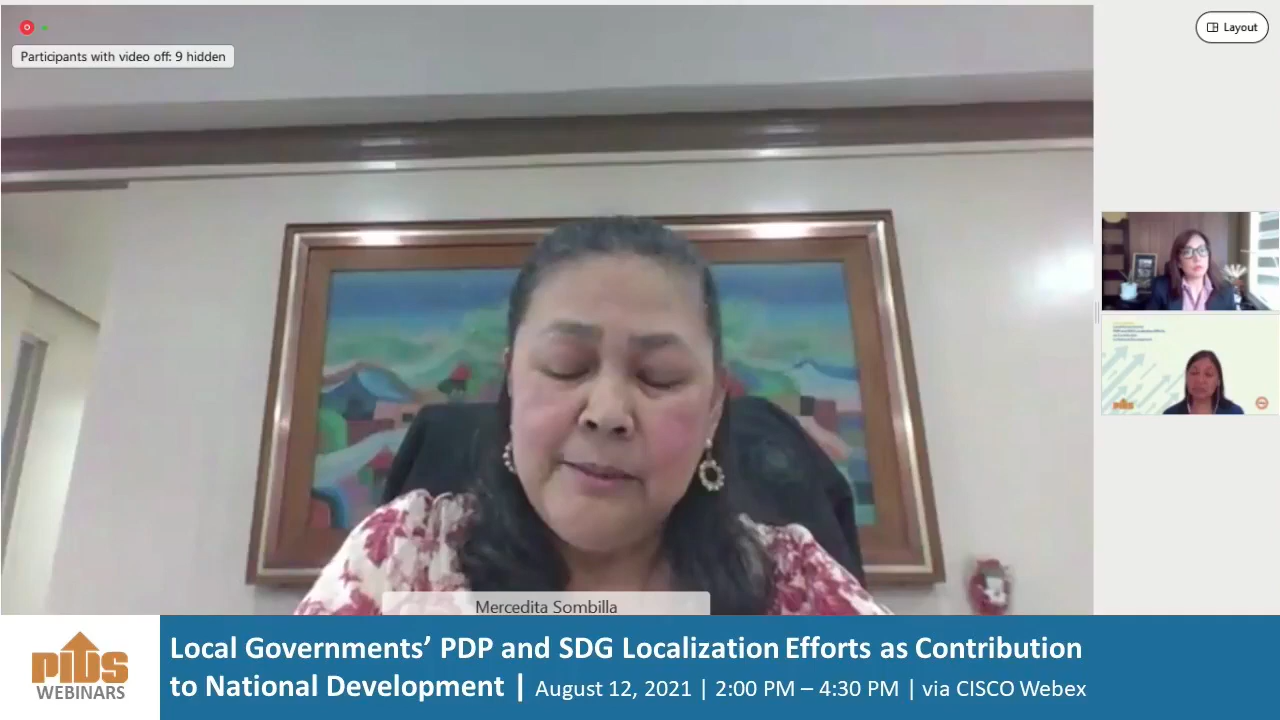 Participants with video off: 9 hidden
Layout
Mercedita Sombilla
PIDS
WEBINARS
Local Governments’ PDP and SDG Localization Efforts as Contribution
to National Development | August 12, 2021 | 2:00 PM – 4:30 PM | via CISCO Webex